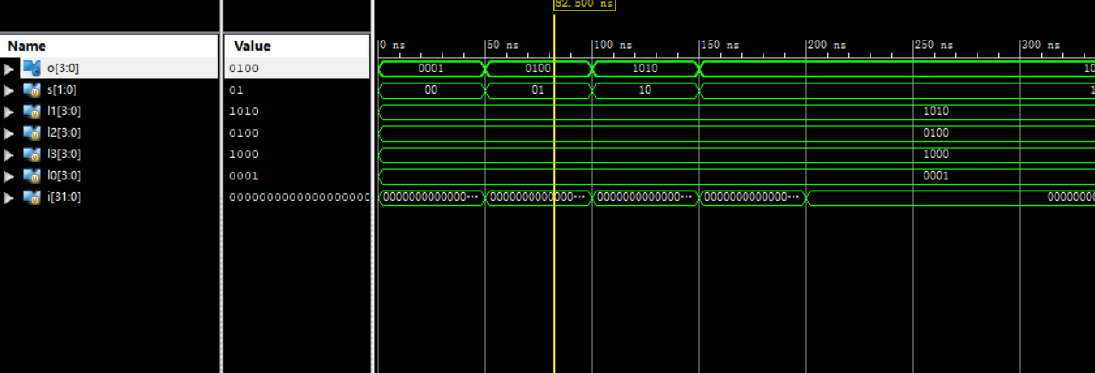 82.500 ns
Name Value 0 ns 50 ns 100 ns 150 ns 200 ns 250 ns 300 ns
o[3:0] 0100 0001 0100 1010 10
s[1:0] 01 00 01 10 1
l1[3:0] 1010 1010
l2[3:0] 0100 0100
l3[3:0] 1000 1000
l0[3:0] 0001 0001
i[31:0] 0000000000000000000 0000000000000··· 0000000000000··· 0000000000000··· 0000000000000··· 0000000